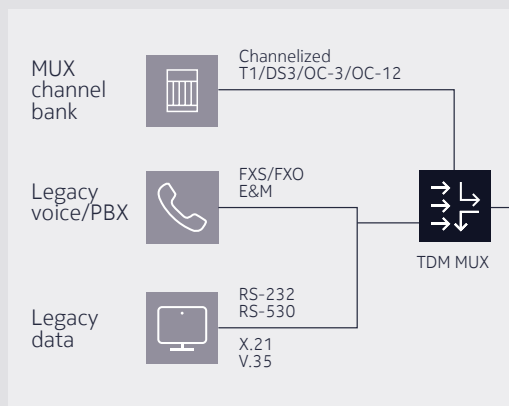 MUX
channel
bank
Channelized
T1/DS3/OC-3/OC-12
Legacy
voice/PBX
FXS/FXO
E&M
TDM MUX
Legacy
data
RS-232
RS-530
X.21
V.35